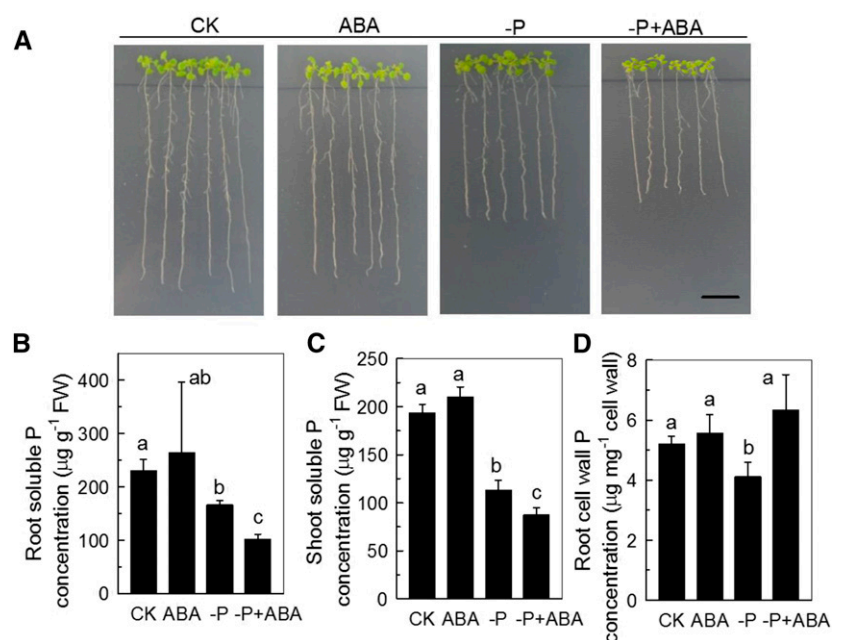 A
CK ABA -P -P+ABA
B
Root soluble P
concentration (µg g⁻¹ FW)
400
300
200
100
0
a
ab
b
c
CK ABA -P -P+ABA
C
Shoot soluble P
concentration (µg g⁻¹ FW)
250
200
150
100
50
0
a
a
b
c
CK ABA -P -P+ABA
D
Root cell wall P
concentration (µg mg⁻¹ cell wall)
8
6
4
2
0
a
a
b
a
CK ABA -P -P+ABA